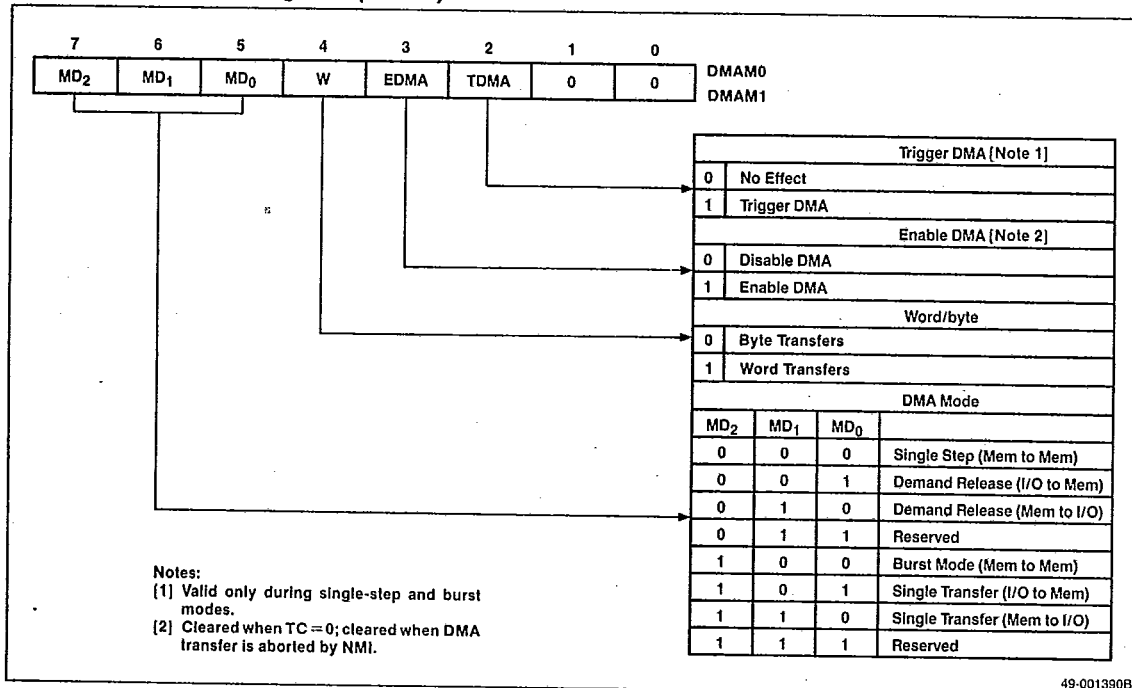 7 6 5 4 3 2 1 0
MD2 MD1 MD0 W EDMA TDMA 0 0
DMAM0
DMAM1
Trigger DMA [Note 1]
0 No Effect
1 Trigger DMA
Enable DMA [Note 2]
0 Disable DMA
1 Enable DMA
Word/byte
0 Byte Transfers
1 Word Transfers
DMA Mode
MD2 MD1 MD0
0 0 0 Single Step (Mem to Mem)
0 0 1 Demand Release (I/O to Mem)
0 1 0 Demand Release (Mem to I/O)
0 1 1 Reserved
1 0 0 Burst Mode (Mem to Mem)
1 0 1 Single Transfer (I/O to Mem)
1 1 0 Single Transfer (Mem to I/O)
1 1 1 Reserved
Notes:
[1] Valid only during single-step and burst
modes.
[2] Cleared when TC = 0; cleared when DMA
transfer is aborted by NMI.
49-001390B